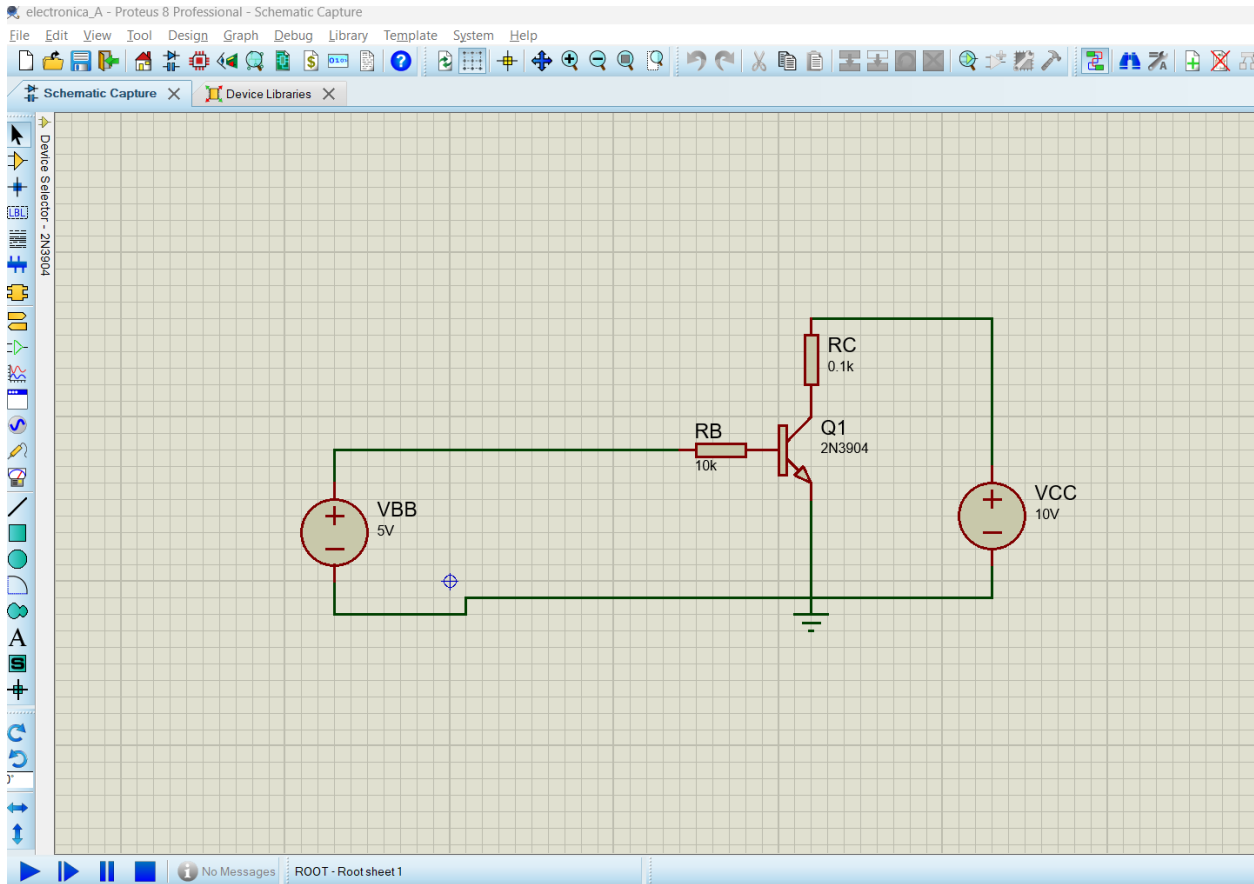 electronica_A - Proteus 8 Professional - Schematic Capture
File Edit View Tool Design Graph Debug Library Template System Help
Schematic Capture
Device Libraries
Device Selector - 2N3904
LBL
A
S
RC
0.1k
RB
10k
Q1
2N3904
VBB
5V
VCC
10V
No Messages
ROOT - Root sheet 1